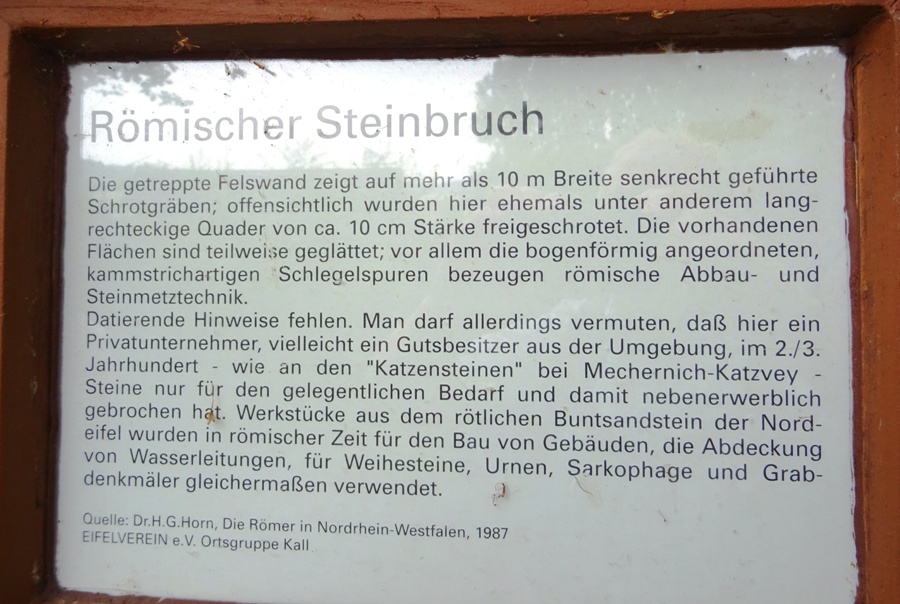 Römischer Steinbruch
Die getreppte Felswand zeigt auf mehr als 10 m Breite senkrecht geführte
Schrotgräben; offensichtlich wurden hier ehemals unter anderem lang-
rechteckige Quader von ca. 10 cm Stärke freigeschrotet. Die vorhandenen
Flächen sind teilweise geglättet; vor allem die bogenförmig angeordneten,
kammstrichartigen Schlegelspuren bezeugen römische Abbau- und
Steinmetztechnik.
Datierende Hinweise fehlen. Man darf allerdings vermuten, daß hier ein
Privatunternehmer, vielleicht ein Gutsbesitzer aus der Umgebung, im 2./3.
Jahrhundert - wie an den "Katzensteinen" bei Mechernich-Katzvey -
Steine nur für den gelegentlichen Bedarf und damit nebenerwerblich
gebrochen hat. Werkstücke aus dem rötlichen Buntsandstein der Nord-
eifel wurden in römischer Zeit für den Bau von Gebäuden, die Abdeckung
von Wasserleitungen, für Weihesteine, Urnen, Sarkophage und Grab-
denkmäler gleichermaßen verwendet.
Quelle: Dr.H.G.Horn, Die Römer in Nordrhein-Westfalen, 1987
EIFELVEREIN e.V. Ortsgruppe Kall